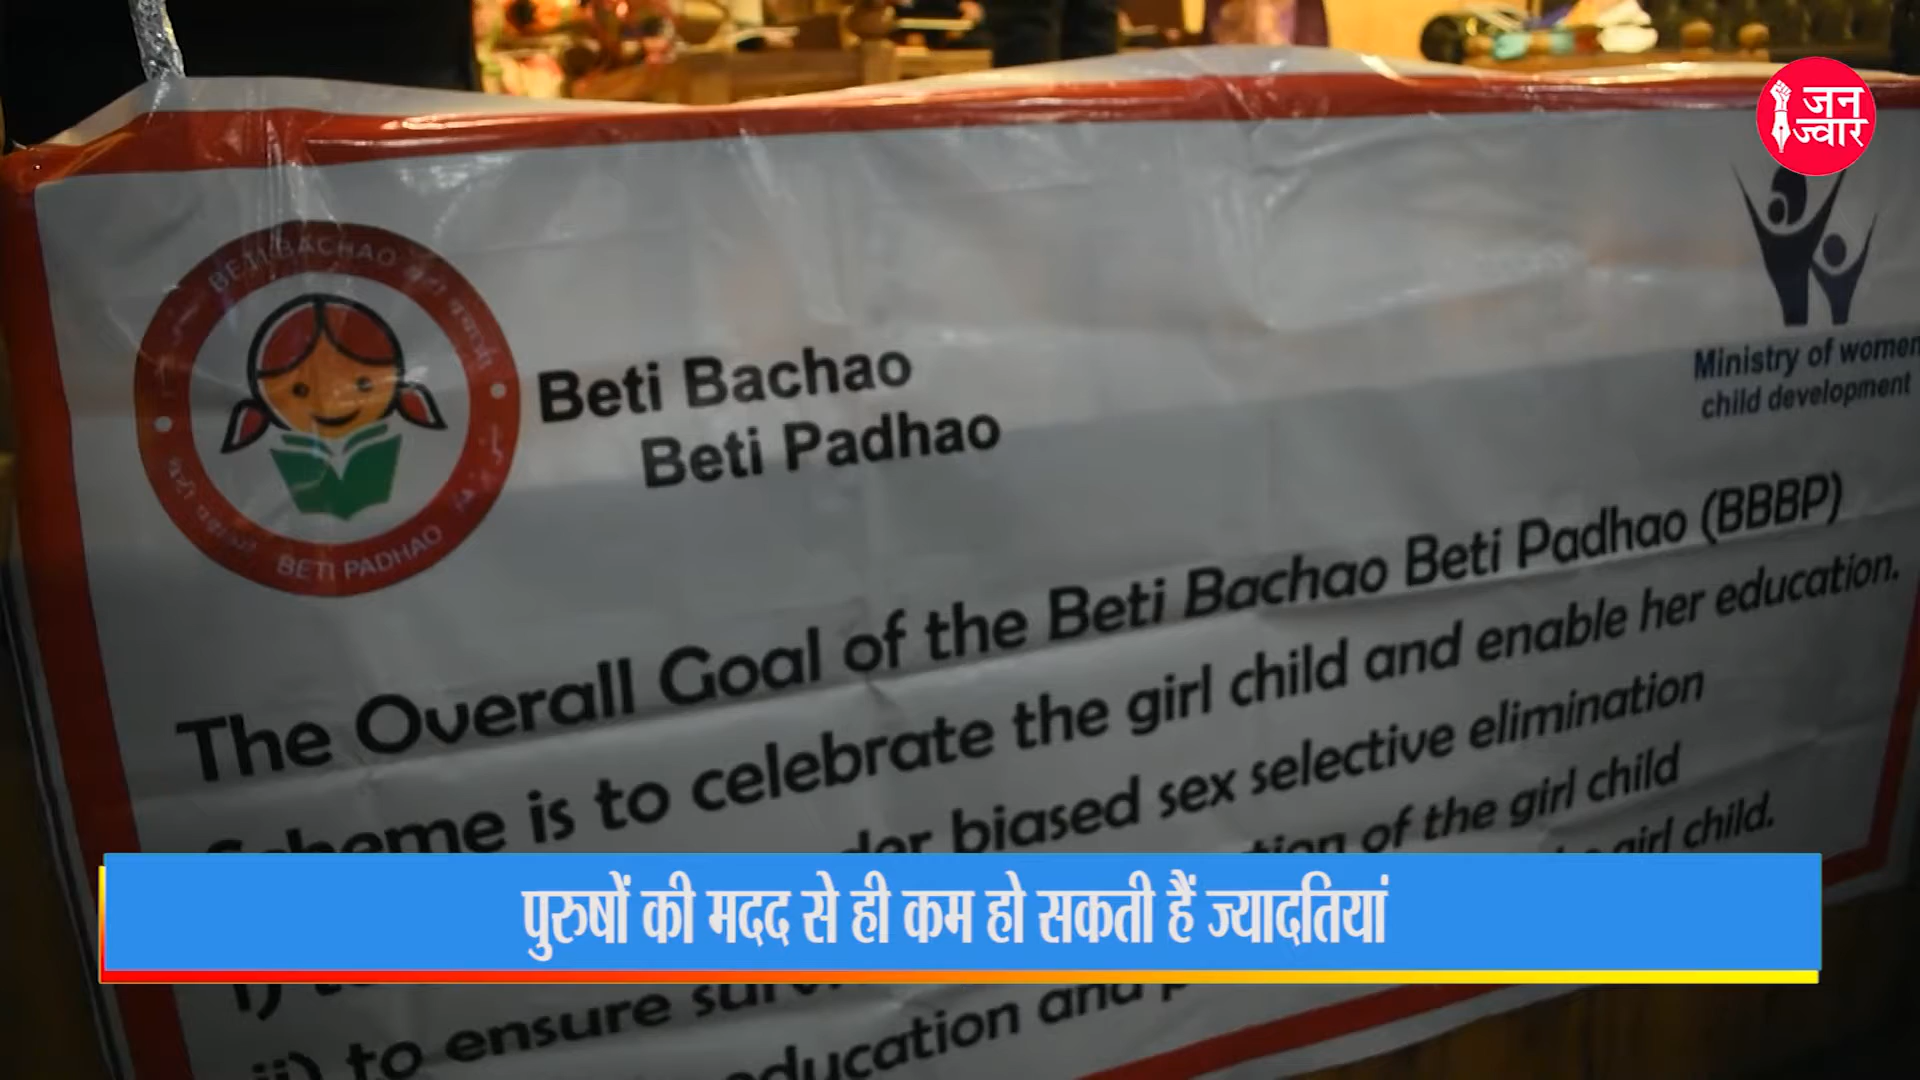 जन
ज्वार
BETI BACHAO
BETI PADHAO
Beti Bachao
Beti Padhao
Ministry of women
child development
The Overall Goal of the Beti Bachao Beti Padhao (BBBP)
Scheme is to celebrate the girl child and enable her education.
biased sex selective elimination
of the girl child
girl child.
पुरुषों की मदद से ही कम हो सकती हैं ज्यादतियां
ii) to ensure
education and